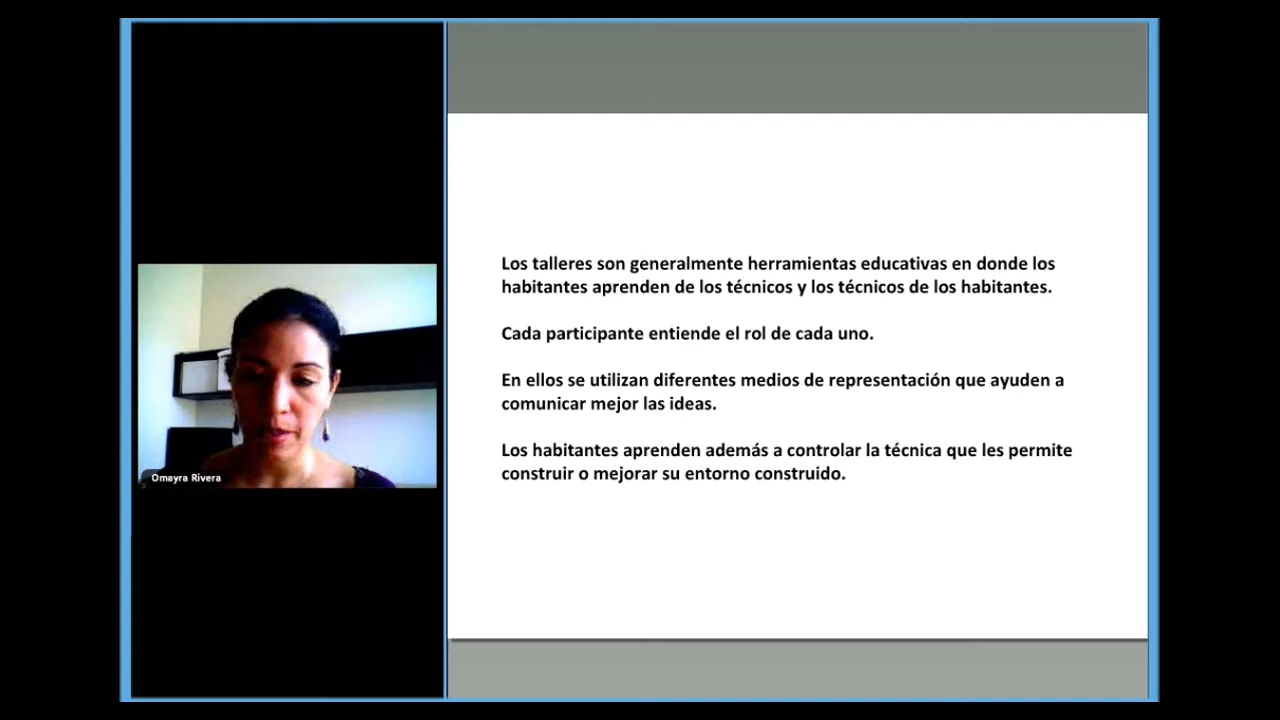 Los talleres son generalmente herramientas educativas en donde los
habitantes aprenden de los técnicos y los técnicos de los habitantes.
Cada participante entiende el rol de cada uno.
En ellos se utilizan diferentes medios de representación que ayuden a
comunicar mejor las ideas.
Los habitantes aprenden además a controlar la técnica que les permite
construir o mejorar su entorno construido.
Omayra Rivera